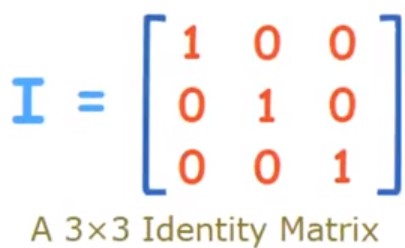 1 0 0
I = 0 1 0
0 0 1
A 3×3 Identity Matrix